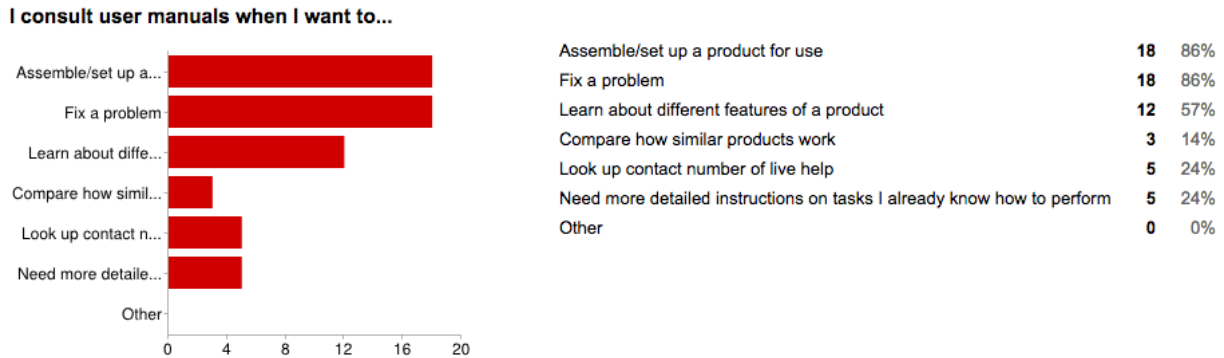 I consult user manuals when I want to...
Assemble/set up a...
Fix a problem
Learn about diffe...
Compare how simil...
Look up contact n...
Need more detaile...
Other
0 4 8 12 16 20
Assemble/set up a product for use 18 86%
Fix a problem 18 86%
Learn about different features of a product 12 57%
Compare how similar products work 3 14%
Look up contact number of live help 5 24%
Need more detailed instructions on tasks I already know how to perform 5 24%
Other 0 0%